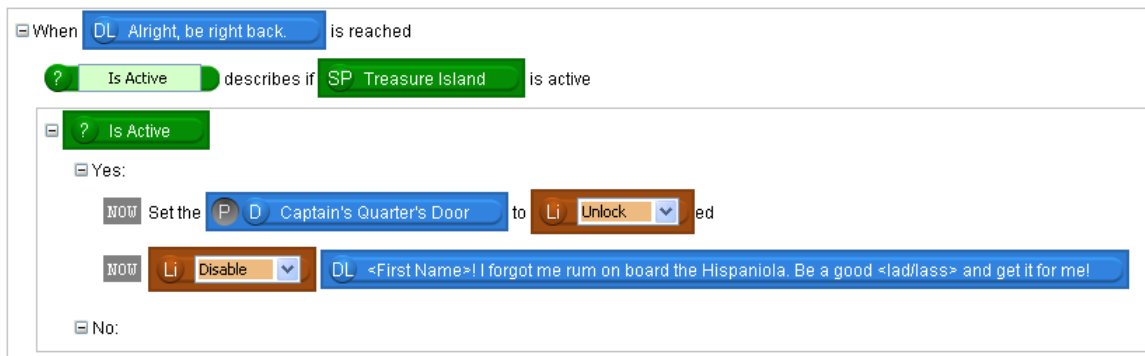 When DL Alright, be right back. is reached
? Is Active describes if SP Treasure Island is active
? Is Active
Yes:
NOW Set the P D Captain's Quarter's Door to Li Unlock ed
NOW Li Disable DL <First Name>! I forgot me rum on board the Hispaniola. Be a good <lad/lass> and get it for me!
No: